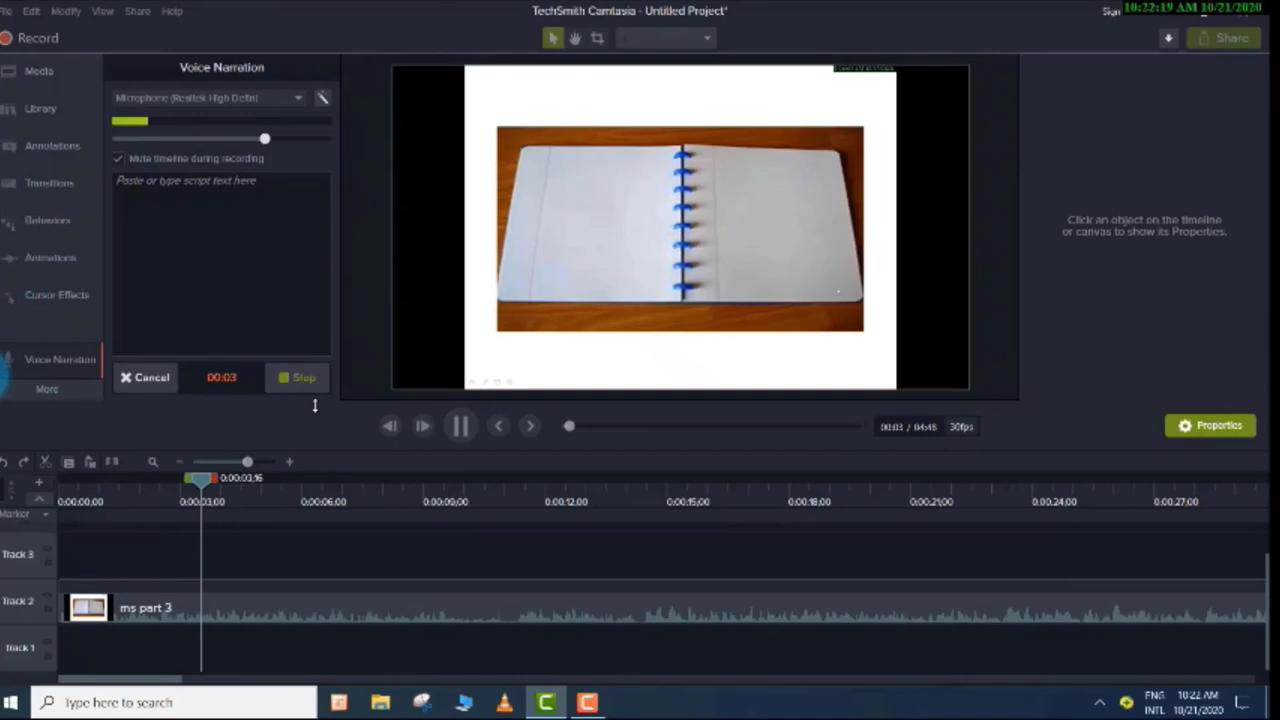 TechSmith Camtasia - Untitled Project*
10:22:19 AM 10/21/2020
File Edit Modify View Share Help
Sign
Record
Share
Media
Library
Annotations
Transitions
Behaviors
Animations
Cursor Effects
Voice Narration
More
Voice Narration
Microphone (Realtek High Defini
Mute timeline during recording
Paste or type script text here
Cancel
00:03
Stop
Click an object on the timeline
or canvas to show its Properties.
00:03 / 04:48
30fps
Properties
0:00:03;16
0:00:00;00
0:00:03;00
0:00:06;00
0:00:09;00
0:00:12;00
0:00:15;00
0:00:18;00
0:00:21;00
0:00:24;00
0:00:27;00
Marker
Track 3
Track 2
ms part 3
Track 1
Type here to search
ENG
INTL
10:22 AM
10/21/2020